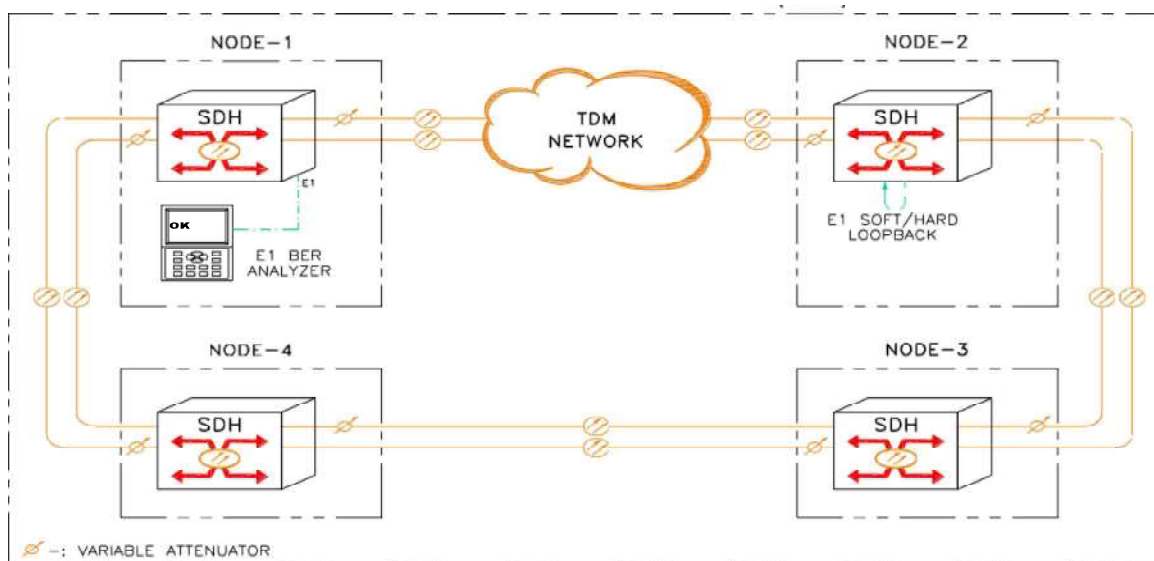 NODE-1
NODE-2
SDH
TDM
NETWORK
SDH
E1
OK
E1 BER
ANALYZER
E1 SOFT/HARD
LOOPBACK
NODE-4
NODE-3
SDH
SDH
-: VARIABLE ATTENUATOR